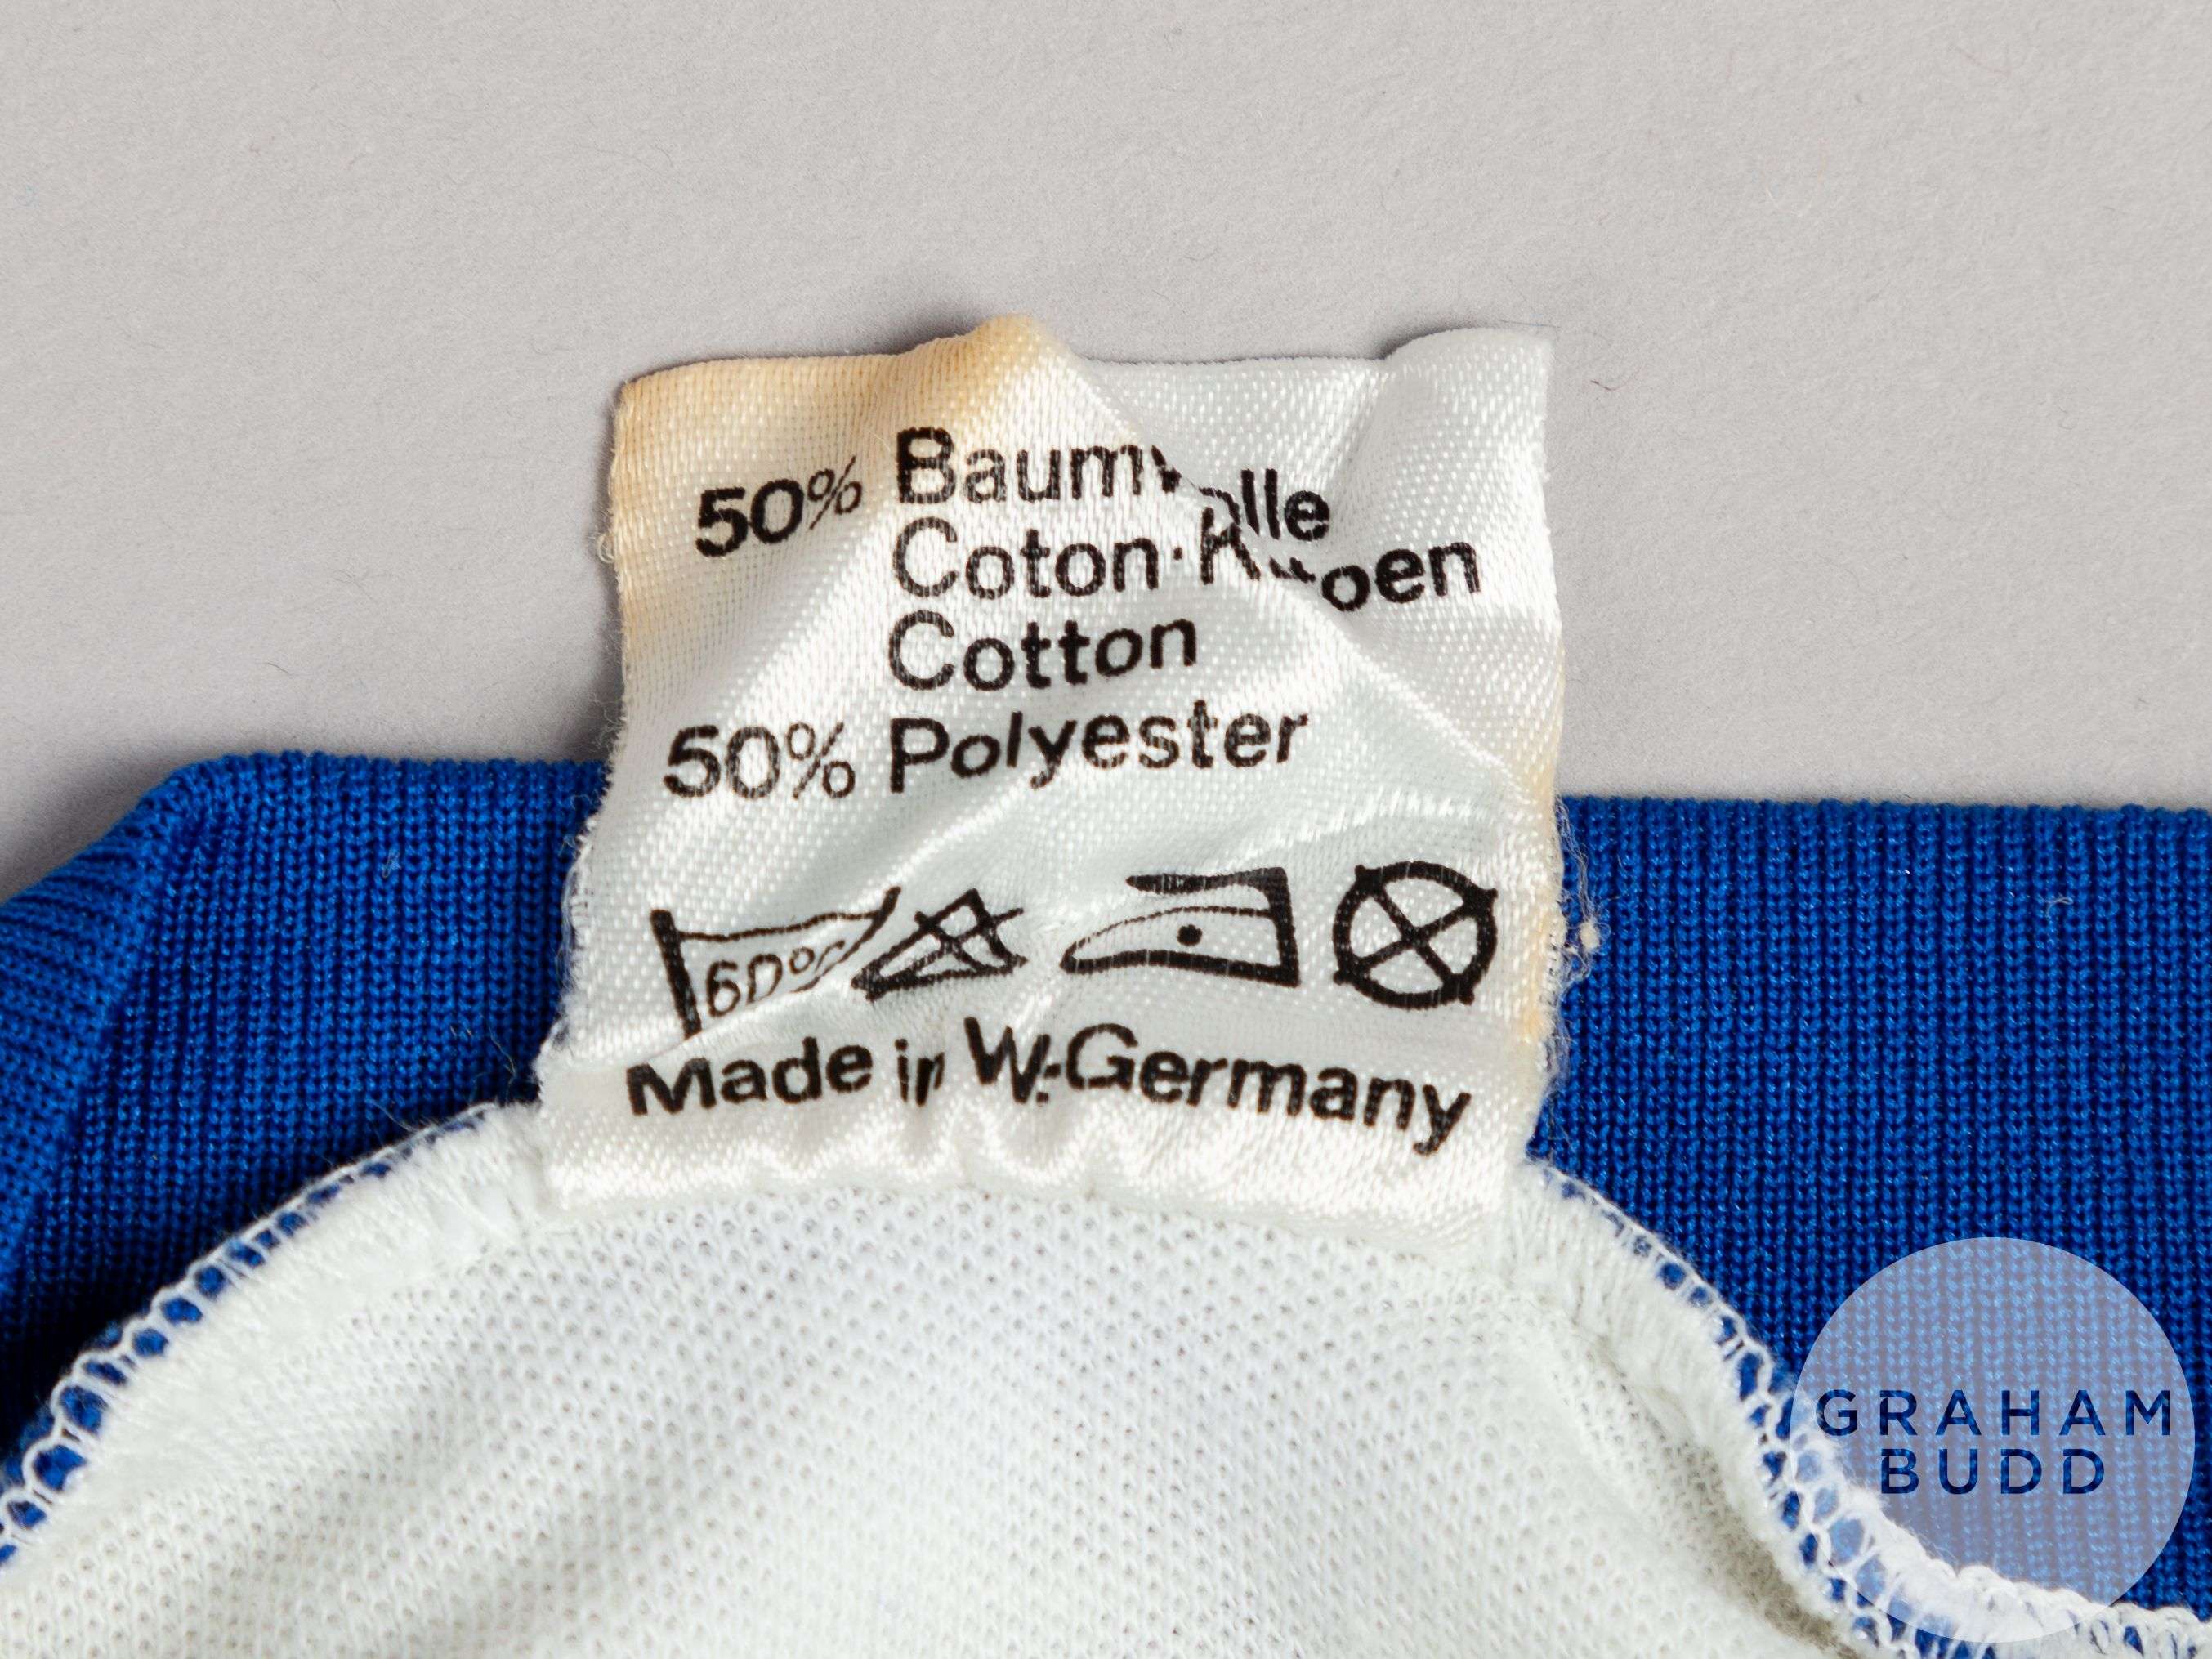 50% Baumwolle
Coton · Katoen
Cotton
50% Polyester
60°C
Made in W.-Germany
GRAHAM
BUDD